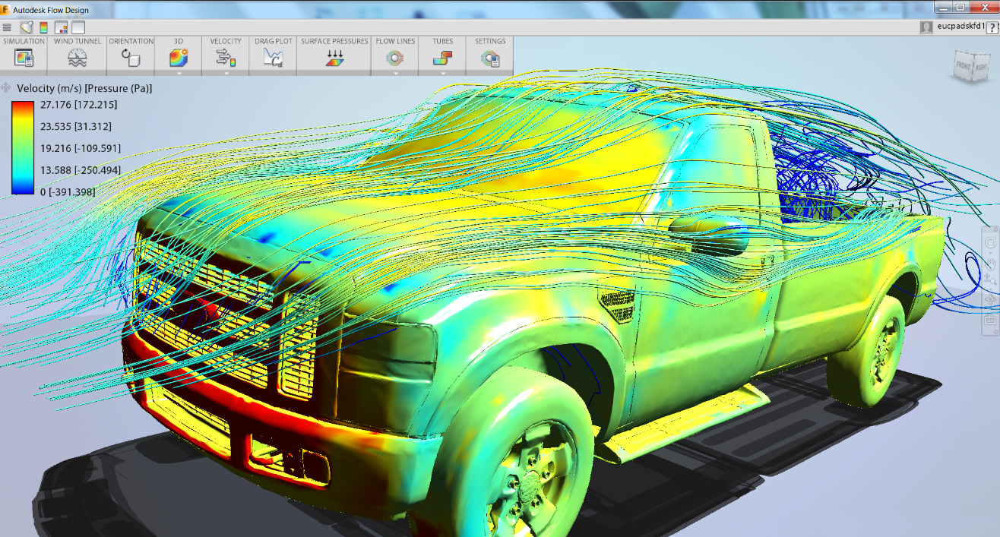 Autodesk Flow Design
eucpadskfd1
?
SIMULATION WIND TUNNEL ORIENTATION 3D VELOCITY DRAG PLOT SURFACE PRESSURES FLOW LINES TUBES SETTINGS
Cd
FRONT RIGHT
Velocity (m/s) [Pressure (Pa)]
27.176 [172.215]
23.535 [31.312]
19.216 [-109.591]
13.588 [-250.494]
0 [-391.398]